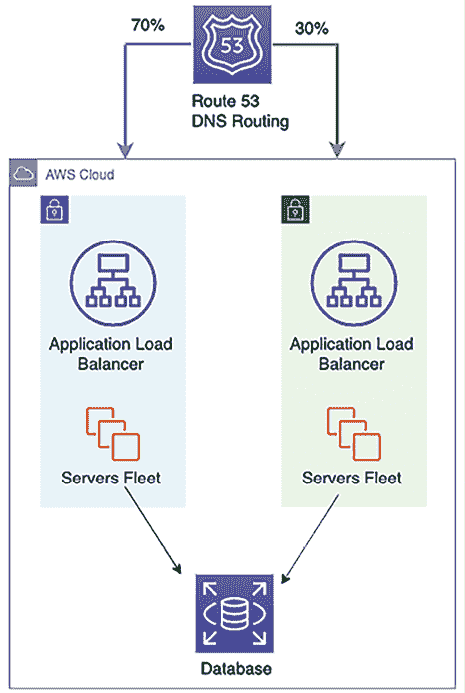 70%
30%
53
Route 53
DNS Routing
AWS Cloud
Application Load
Balancer
Application Load
Balancer
Servers Fleet
Servers Fleet
Database